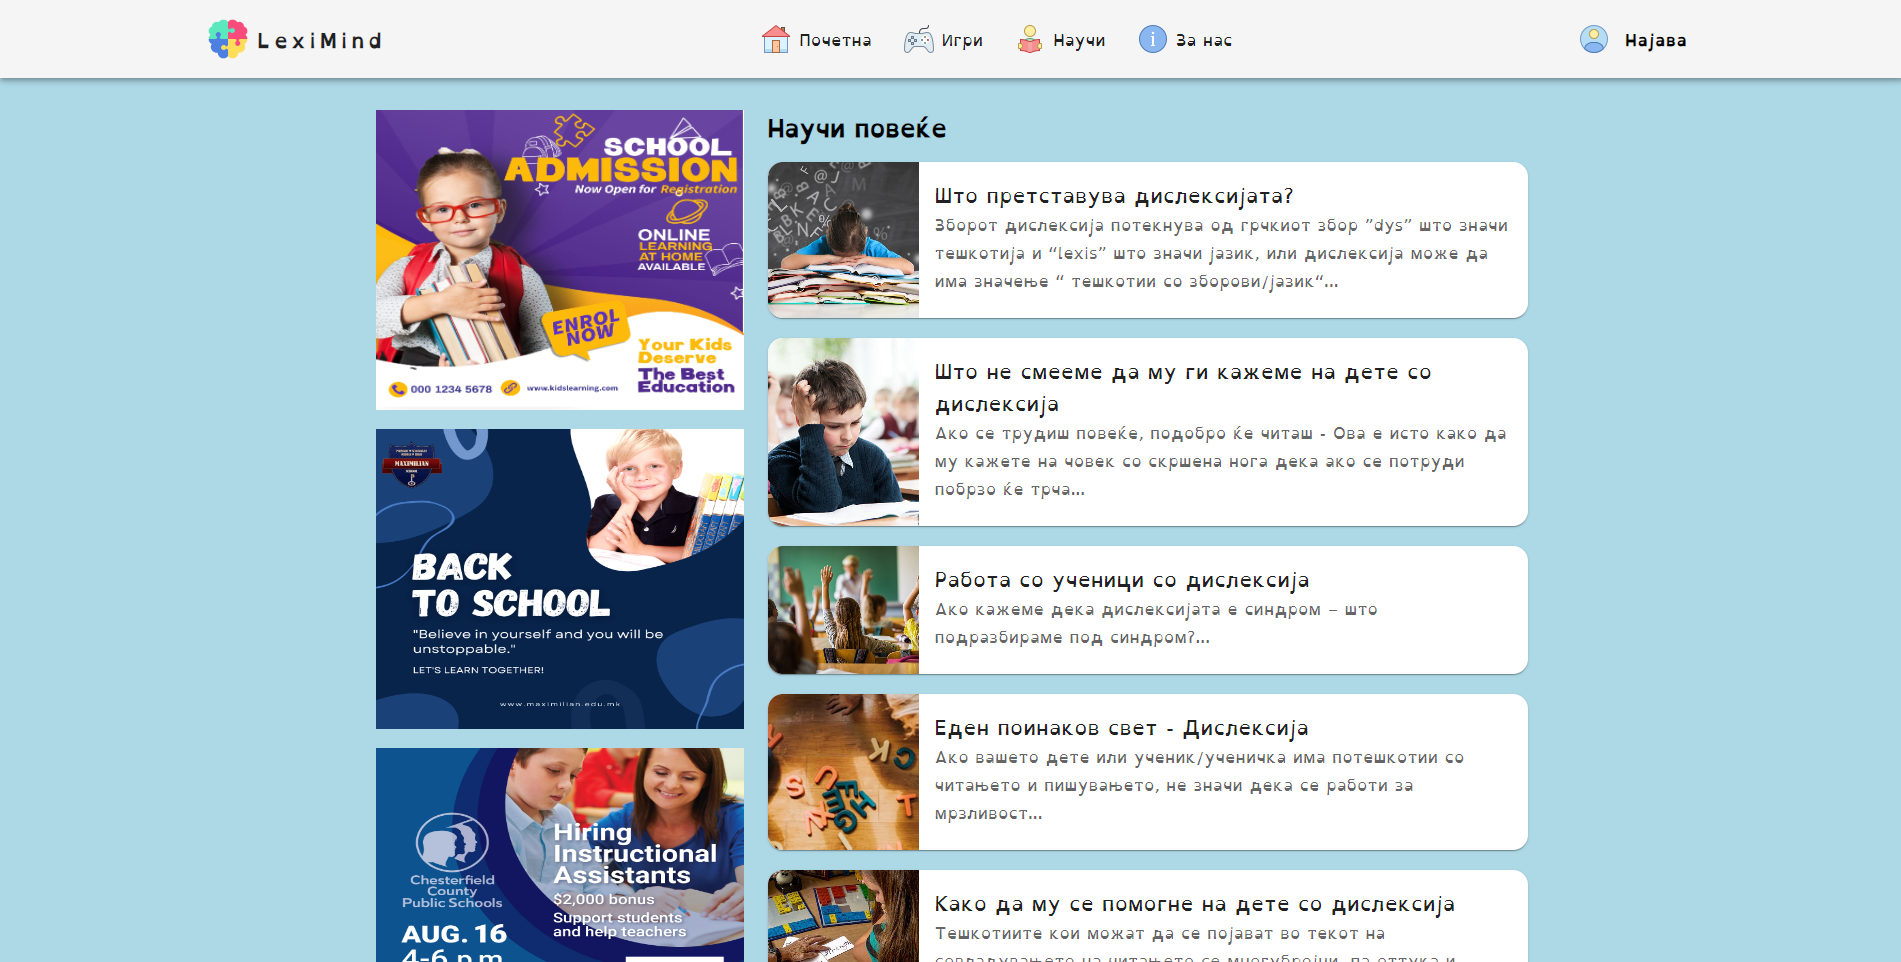 LexiMind
Почетна
Игри
Научи
За нас
Најава
SCHOOL
ADMISSION
Now Open for Registration
ONLINE
LEARNING
AT HOME
AVAILABLE
ENROL
NOW
Your Kids
Deserve
The Best
Education
000 1234 5678
www.kidslearning.com
MAXIMILIAN
SCHOOL
BACK
TO SCHOOL
"Believe in yourself and you will be
unstoppable."
LET'S LEARN TOGETHER!
www.maximilian.edu.mk
Chesterfield
County
Public Schools
AUG. 16
4-6 p.m.
Hiring
Instructional
Assistants
$2,000 bonus
Support students
and help teachers
Научи повеќе
Што претставува дислексијата?
Зборот дислексија потекнува од грчкиот збор ”dys” што значи
тешкотија и “lexis” што значи јазик, или дислексија може да
има значење “ тешкотии со зборови/јазик“...
Што не смееме да му ги кажеме на дете со
дислексија
Ако се трудиш повеќе, подобро ќе читаш - Ова е исто како да
му кажете на човек со скршена нога дека ако се потруди
побрзо ќе трча...
Работа со ученици со дислексија
Ако кажеме дека дислексијата е синдром – што
подразбираме под синдром?...
Еден поинаков свет - Дислексија
Ако вашето дете или ученик/ученичка има потешкотии со
читањето и пишувањето, не значи дека се работи за
мрзливост...
Како да му се помогне на дете со дислексија
Тешкотиите кои можат да се појават во текот на
совладувањето на читањето се многубројни, па оттука и